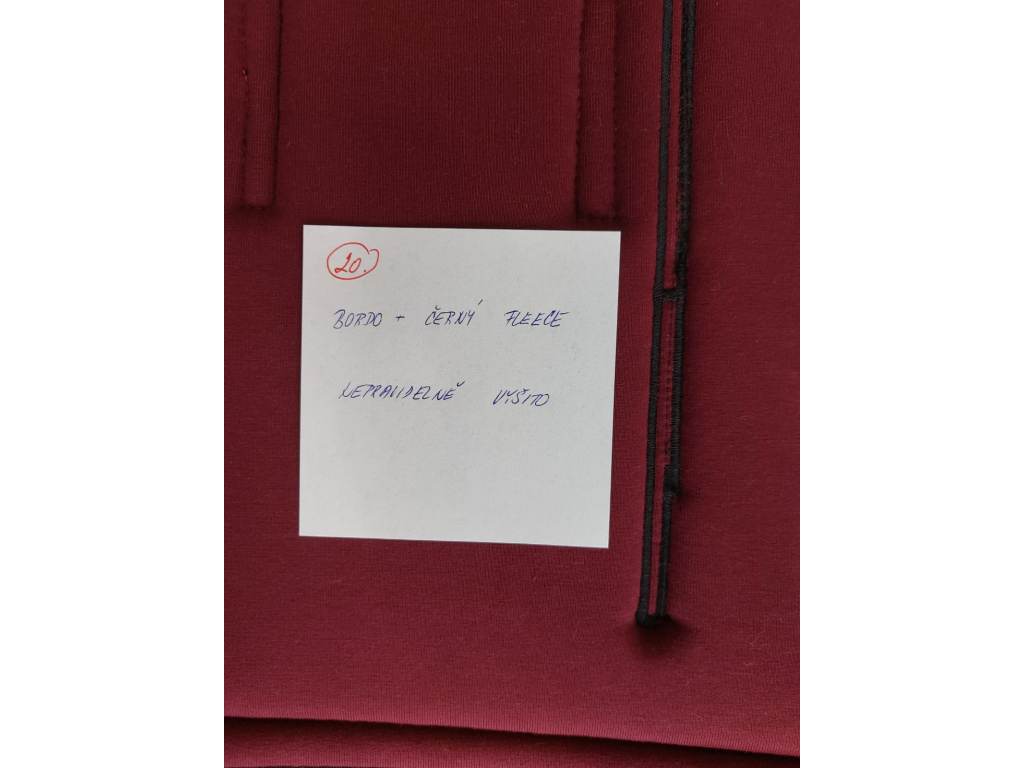 20.
BORDO + ČERNÝ FLEECE
NEPRAVIDELNĚ VYŠITO